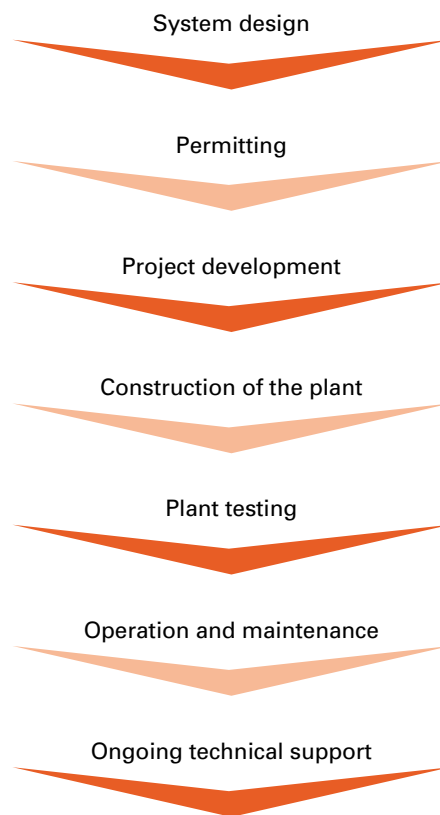 System design
Permitting
Project development
Construction of the plant
Plant testing
Operation and maintenance
Ongoing technical support